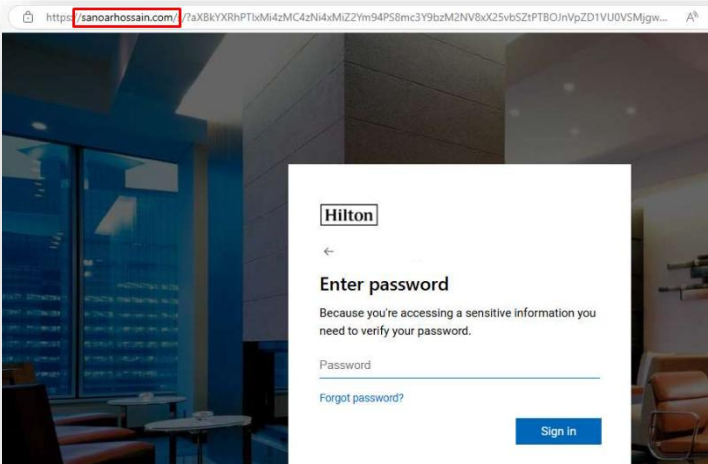 https://sanoarhossain.com/ /?aXBkYXRhPTIxMi4zMC4zNi4xMiZ2Ym94PS8mc3Y9bzM2NV8xX25vbSZtPTBOJnVpZD1VU0VSMjgw... A
Hilton
Enter password
Because you're accessing a sensitive information you
need to verify your password.
Password
Forgot password?
Sign in